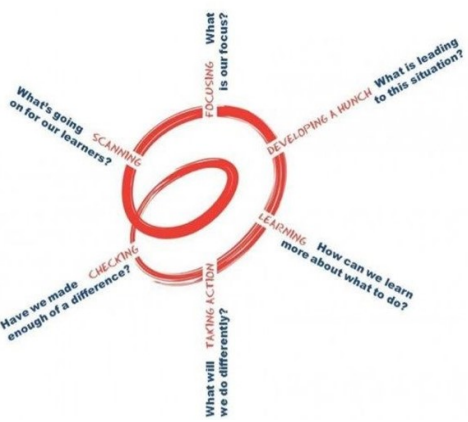 SCANNING
What's going
on for our learners?
FOCUSING What
is our focus?
DEVELOPING A HUNCH What is leading
to this situation?
LEARNING How can we learn
more about what to do?
TAKING ACTION What will
we do differently?
CHECKING Have we made
enough of a difference?